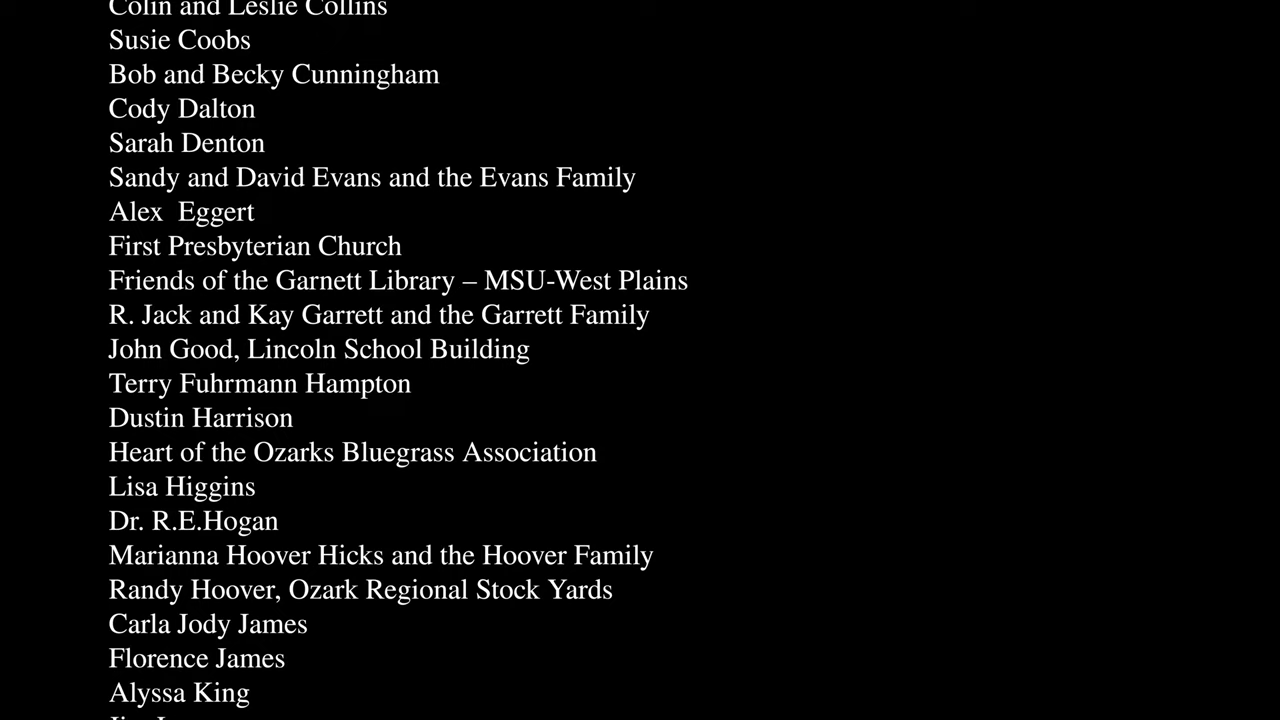 Colin and Leslie Collins
Susie Coobs
Bob and Becky Cunningham
Cody Dalton
Sarah Denton
Sandy and David Evans and the Evans Family
Alex  Eggert
First Presbyterian Church
Friends of the Garnett Library – MSU-West Plains
R. Jack and Kay Garrett and the Garrett Family
John Good, Lincoln School Building
Terry Fuhrmann Hampton
Dustin Harrison
Heart of the Ozarks Bluegrass Association
Lisa Higgins
Dr. R.E.Hogan
Marianna Hoover Hicks and the Hoover Family
Randy Hoover, Ozark Regional Stock Yards
Carla Jody James
Florence James
Alyssa King